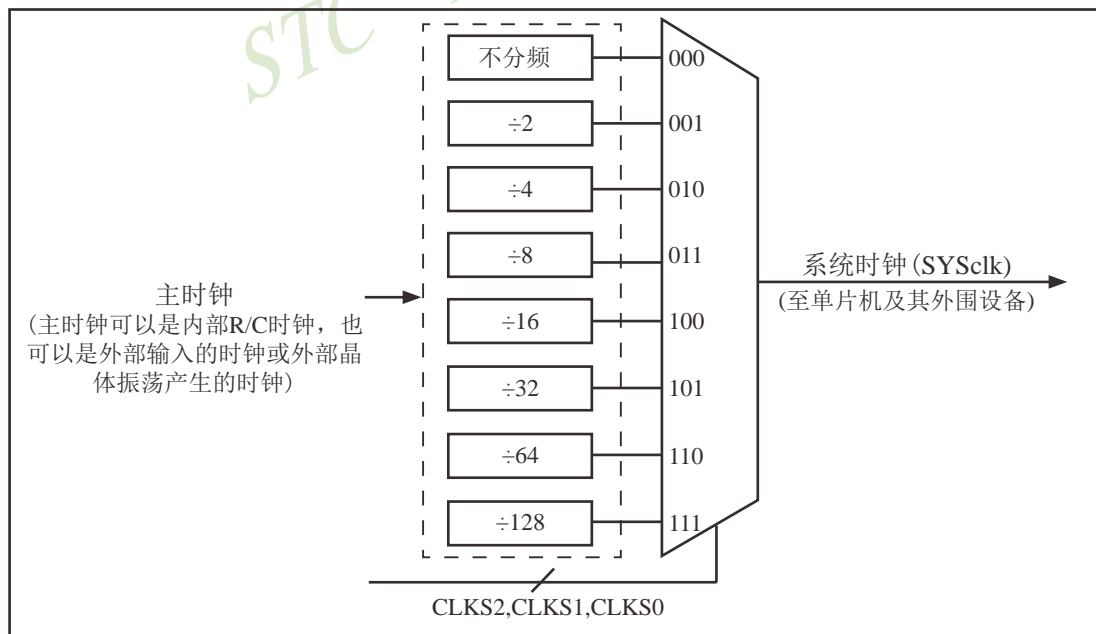 STC
不分频
000
÷2
001
÷4
010
÷8
011
÷16
100
÷32
101
÷64
110
÷128
111
主时钟
(主时钟可以是内部R/C时钟，也
可以是外部输入的时钟或外部晶
体振荡产生的时钟)
系统时钟(SYSclk)
(至单片机及其外围设备)
CLKS2,CLKS1,CLKS0